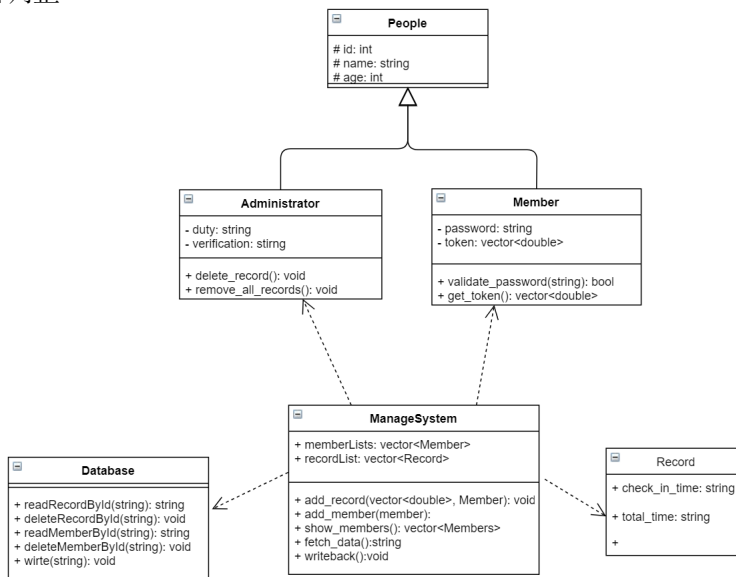 People
# id: int
# name: string
# age: int
Administrator
- duty: string
- verification: stirng
+ delete_record(): void
+ remove_all_records(): void
Member
- password: string
- token: vector<double>
+ validate_password(string): bool
+ get_token(): vector<double>
ManageSystem
+ memberLists: vector<Member>
+ recordList: vector<Record>
+ add_record(vector<double>, Member): void
+ add_member(member):
+ show_members(): vector<Members>
+ fetch_data():string
+ writeback():void
Database
+ readRecordById(string): string
+ deleteRecordById(string): void
+ readMemberById(string): string
+ deleteMemberById(string): void
+ wirte(string): void
Record
+ check_in_time: string
+ total_time: string
+